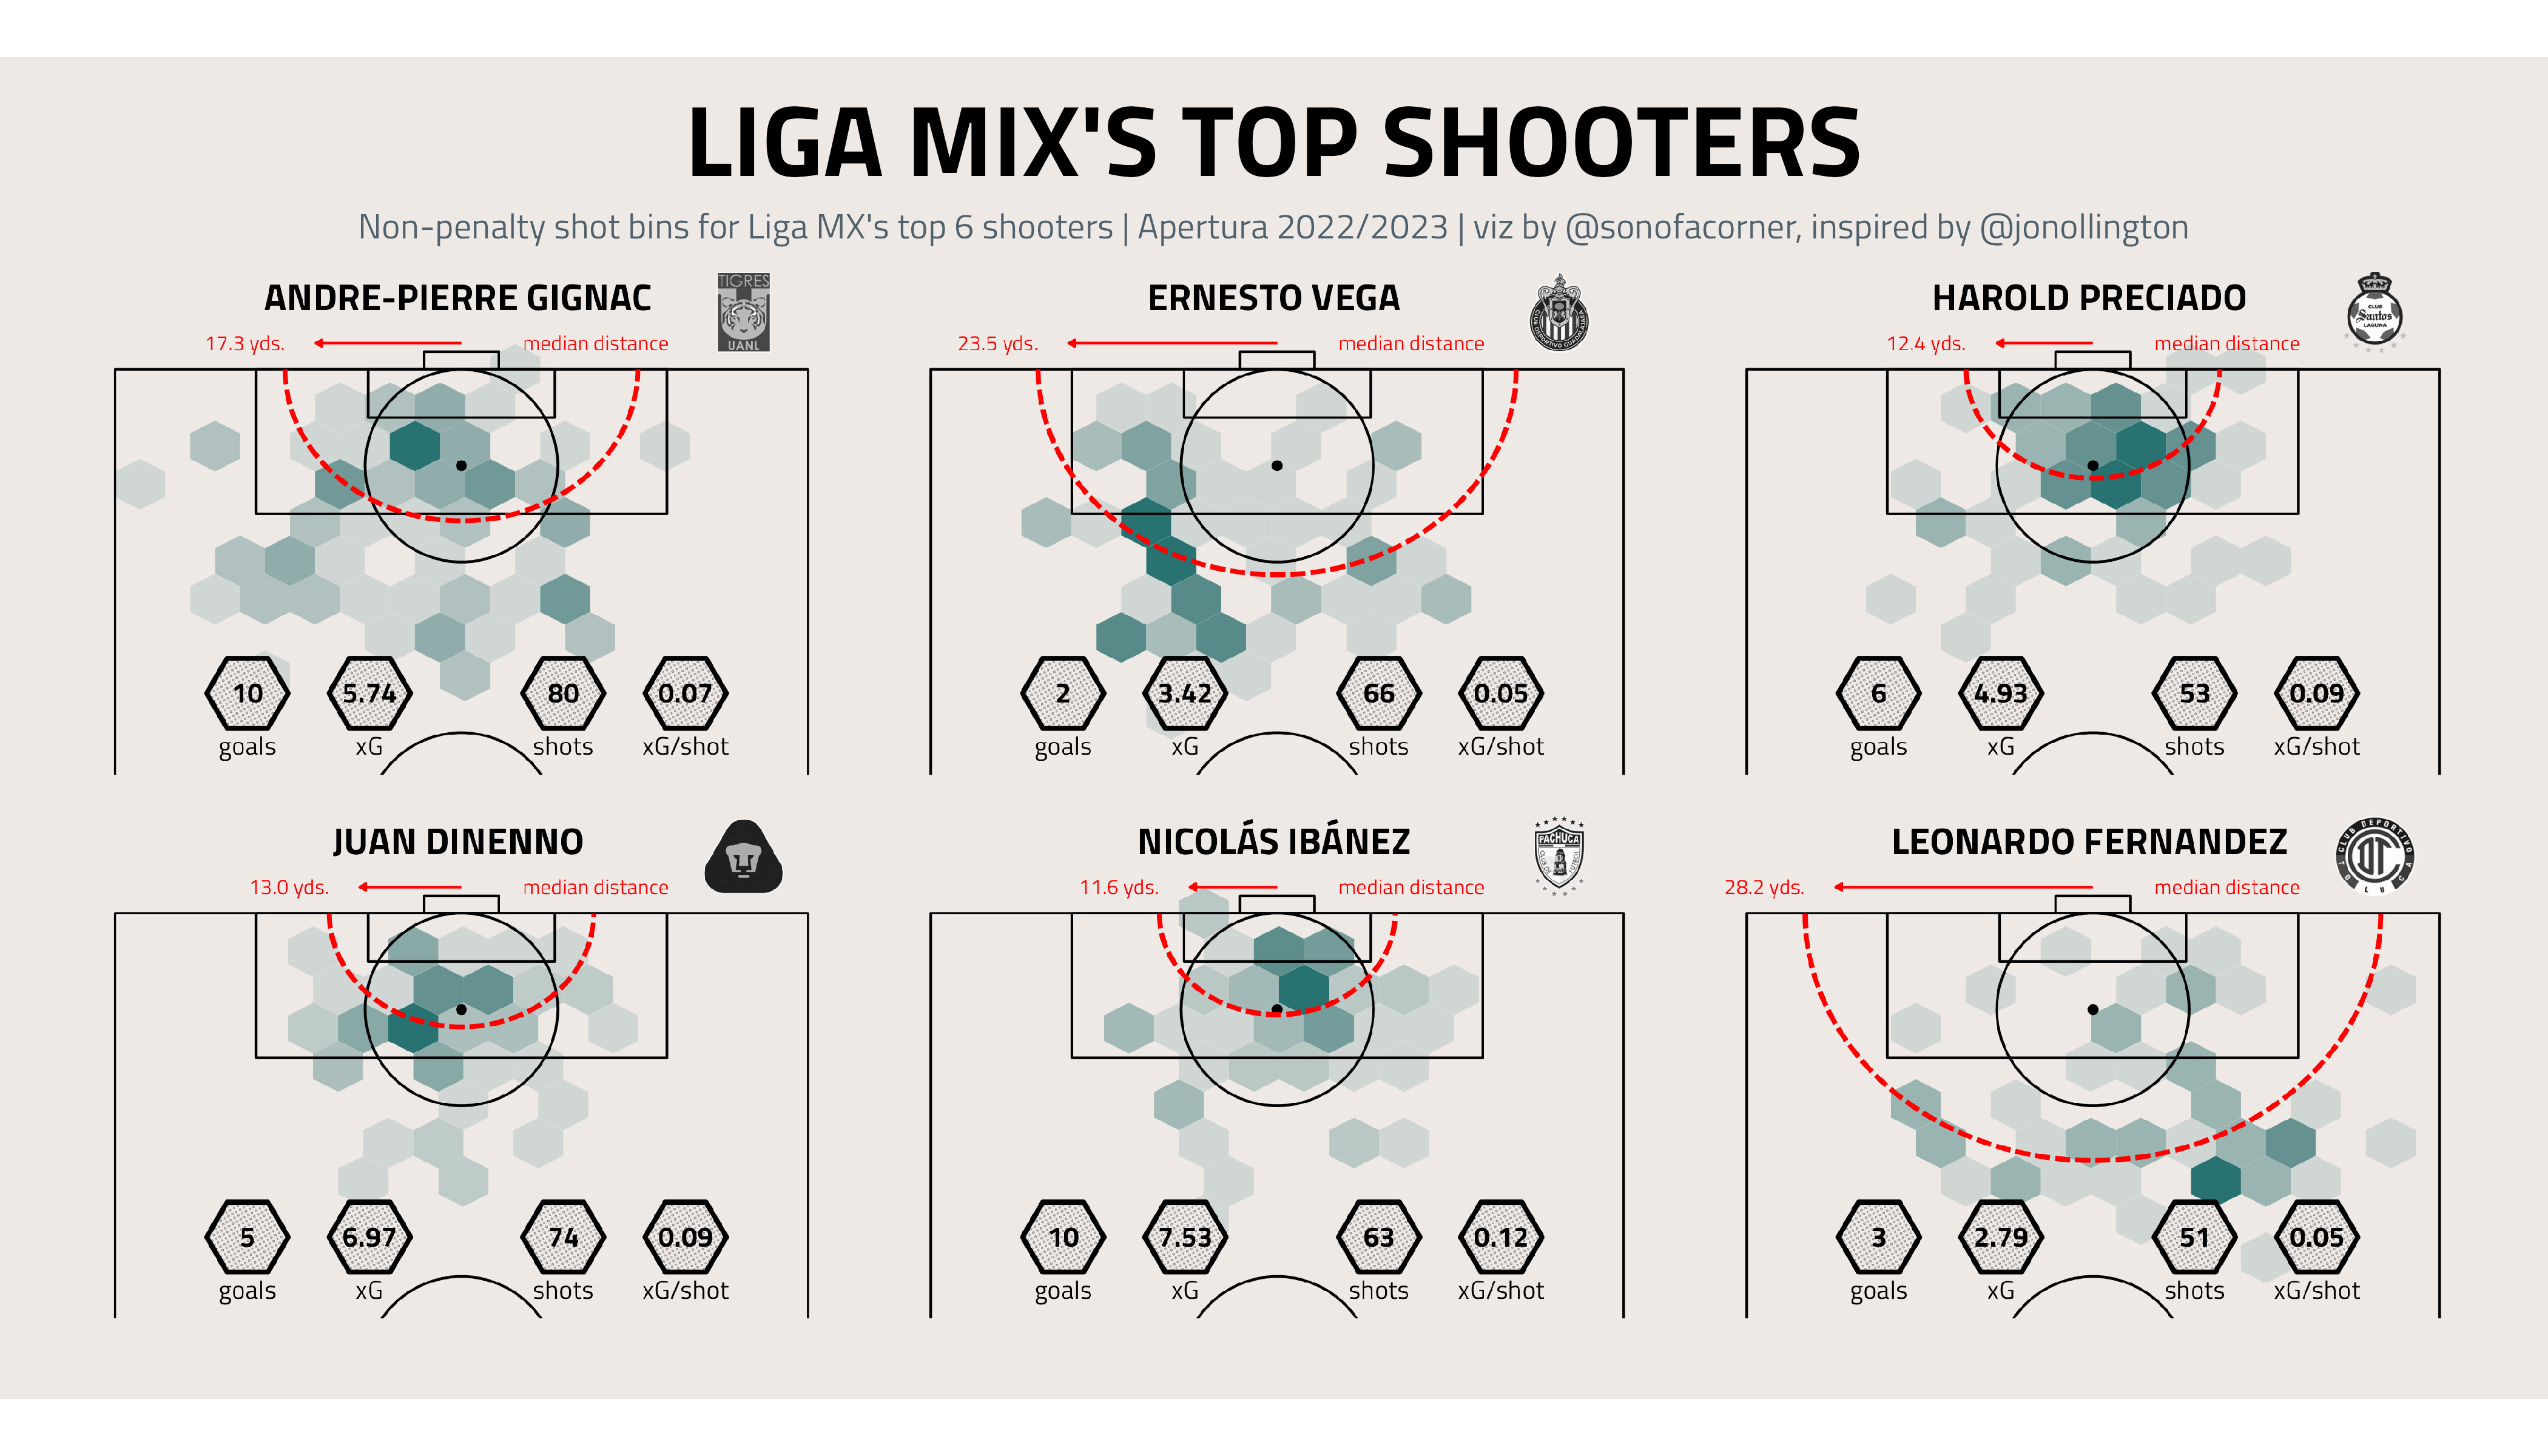 LIGA MIX'S TOP SHOOTERS
Non-penalty shot bins for Liga MX's top 6 shooters | Apertura 2022/2023 | viz by @sonofacorner, inspired by @jonollington
ANDRE-PIERRE GIGNAC
TIGRES
UANL
17.3 yds.
median distance
10
5.74
80
0.07
goals
xG
shots
xG/shot
ERNESTO VEGA
23.5 yds.
median distance
2
3.42
66
0.05
goals
xG
shots
xG/shot
HAROLD PRECIADO
CLUB
Santos
LAGUNA
12.4 yds.
median distance
6
4.93
53
0.09
goals
xG
shots
xG/shot
JUAN DINENNO
13.0 yds.
median distance
5
6.97
74
0.09
goals
xG
shots
xG/shot
NICOLÁS IBÁNEZ
PACHUCA
11.6 yds.
median distance
10
7.53
63
0.12
goals
xG
shots
xG/shot
LEONARDO FERNANDEZ
CLUB DEPORTIVO
TOLUCA
28.2 yds.
median distance
3
2.79
51
0.05
goals
xG
shots
xG/shot